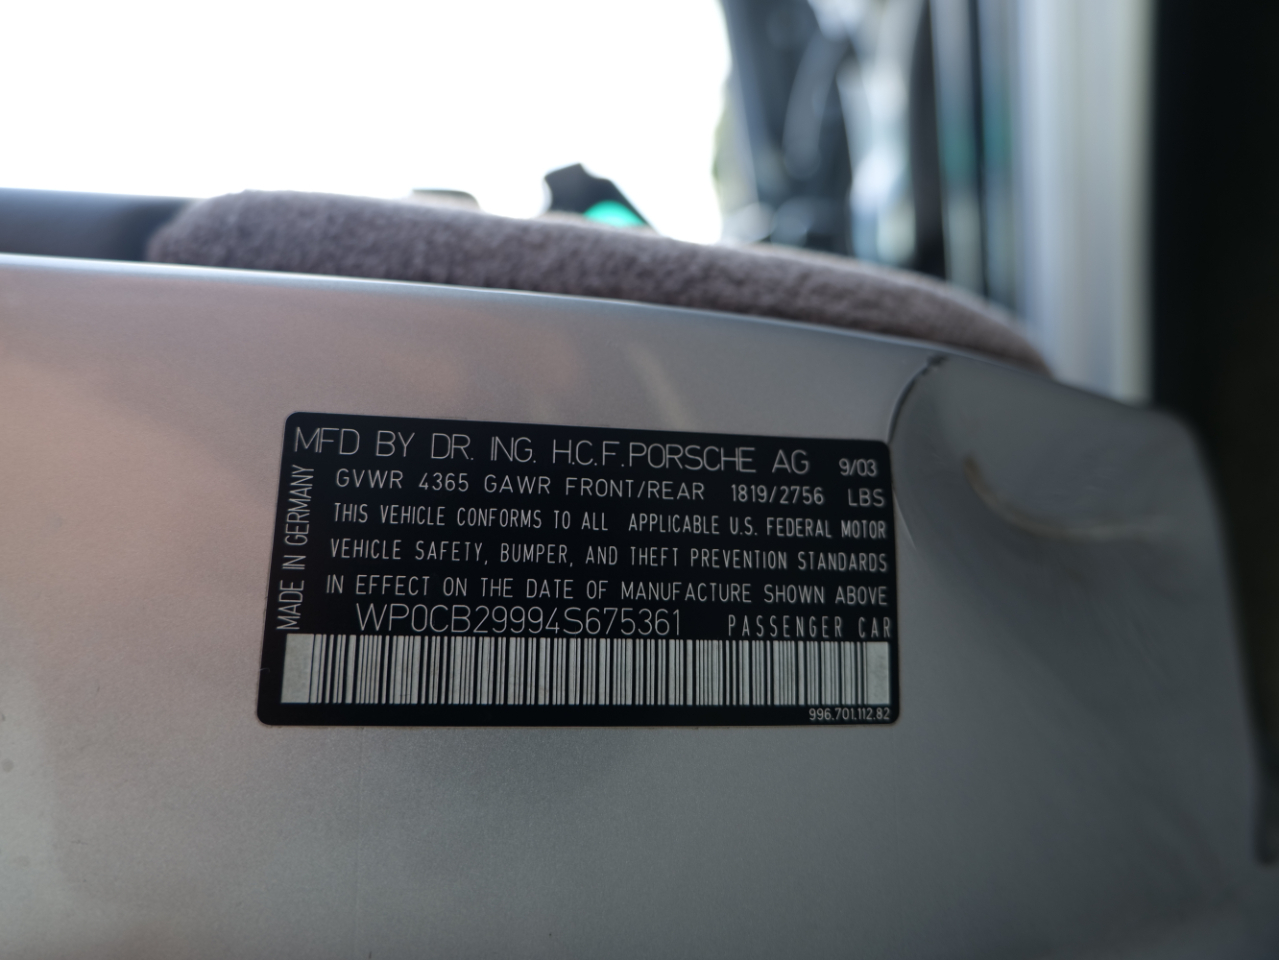 MFD BY DR. ING. H.C.F.PORSCHE AG 9/03
GVWR 4365 GAWR FRONT/REAR 1819/2756 LBS
THIS VEHICLE CONFORMS TO ALL APPLICABLE U.S. FEDERAL MOTOR
VEHICLE SAFETY, BUMPER, AND THEFT PREVENTION STANDARDS
IN EFFECT ON THE DATE OF MANUFACTURE SHOWN ABOVE
WP0CB29994S675361 PASSENGER CAR
996.701.112.82
MADE IN GERMANY